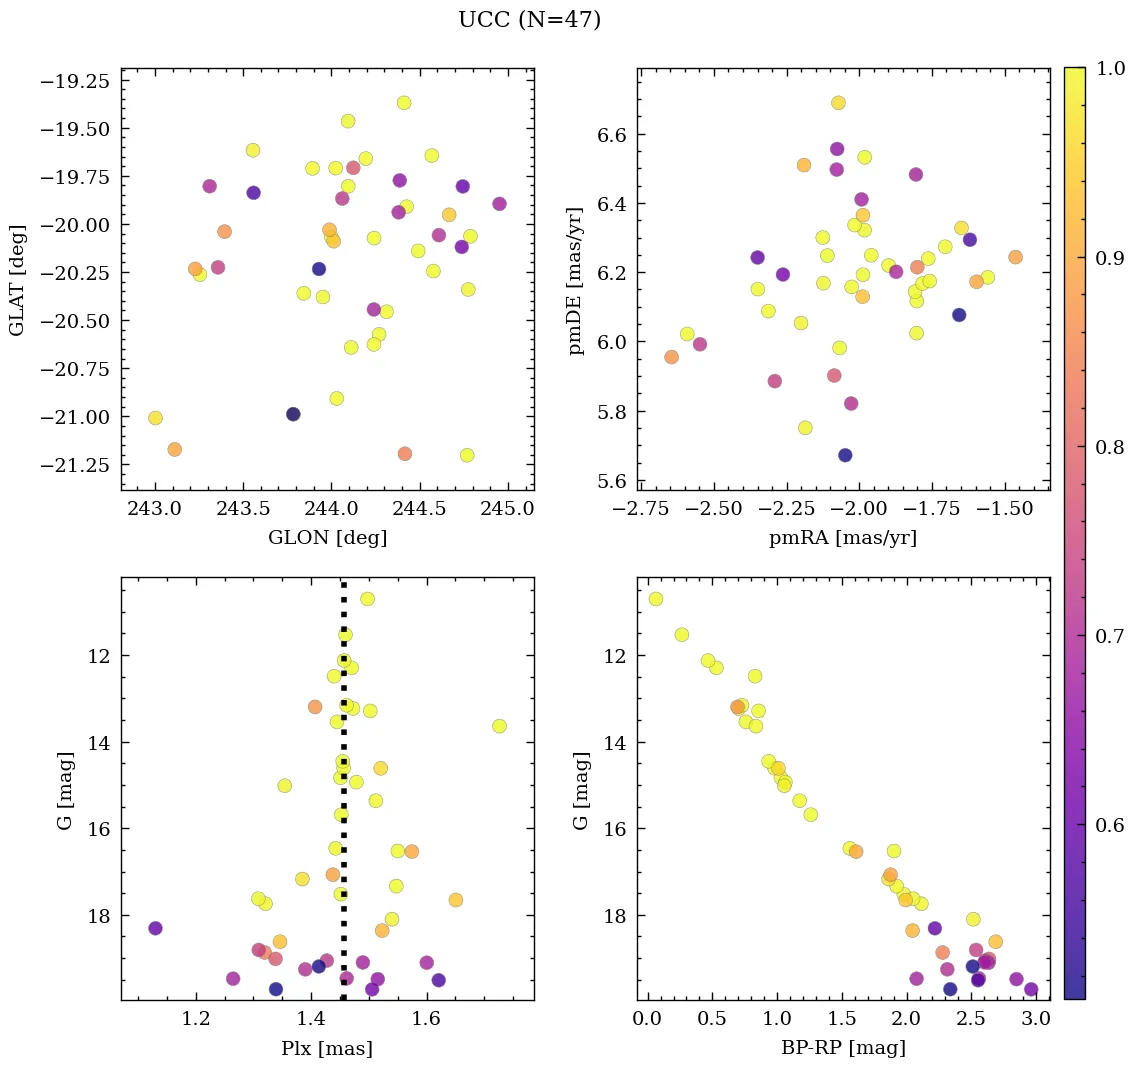 UCC (N=47)
−19.25
−19.50
−19.75
−20.00
−20.25
−20.50
−20.75
−21.00
−21.25
GLAT [deg]
243.0 243.5 244.0 244.5 245.0
GLON [deg]
6.6
6.4
6.2
6.0
5.8
5.6
pmDE [mas/yr]
−2.75 −2.50 −2.25 −2.00 −1.75 −1.50
pmRA [mas/yr]
12
14
16
18
G [mag]
1.2 1.4 1.6
Plx [mas]
12
14
16
18
G [mag]
0.0 0.5 1.0 1.5 2.0 2.5 3.0
BP-RP [mag]
1.0
0.9
0.8
0.7
0.6